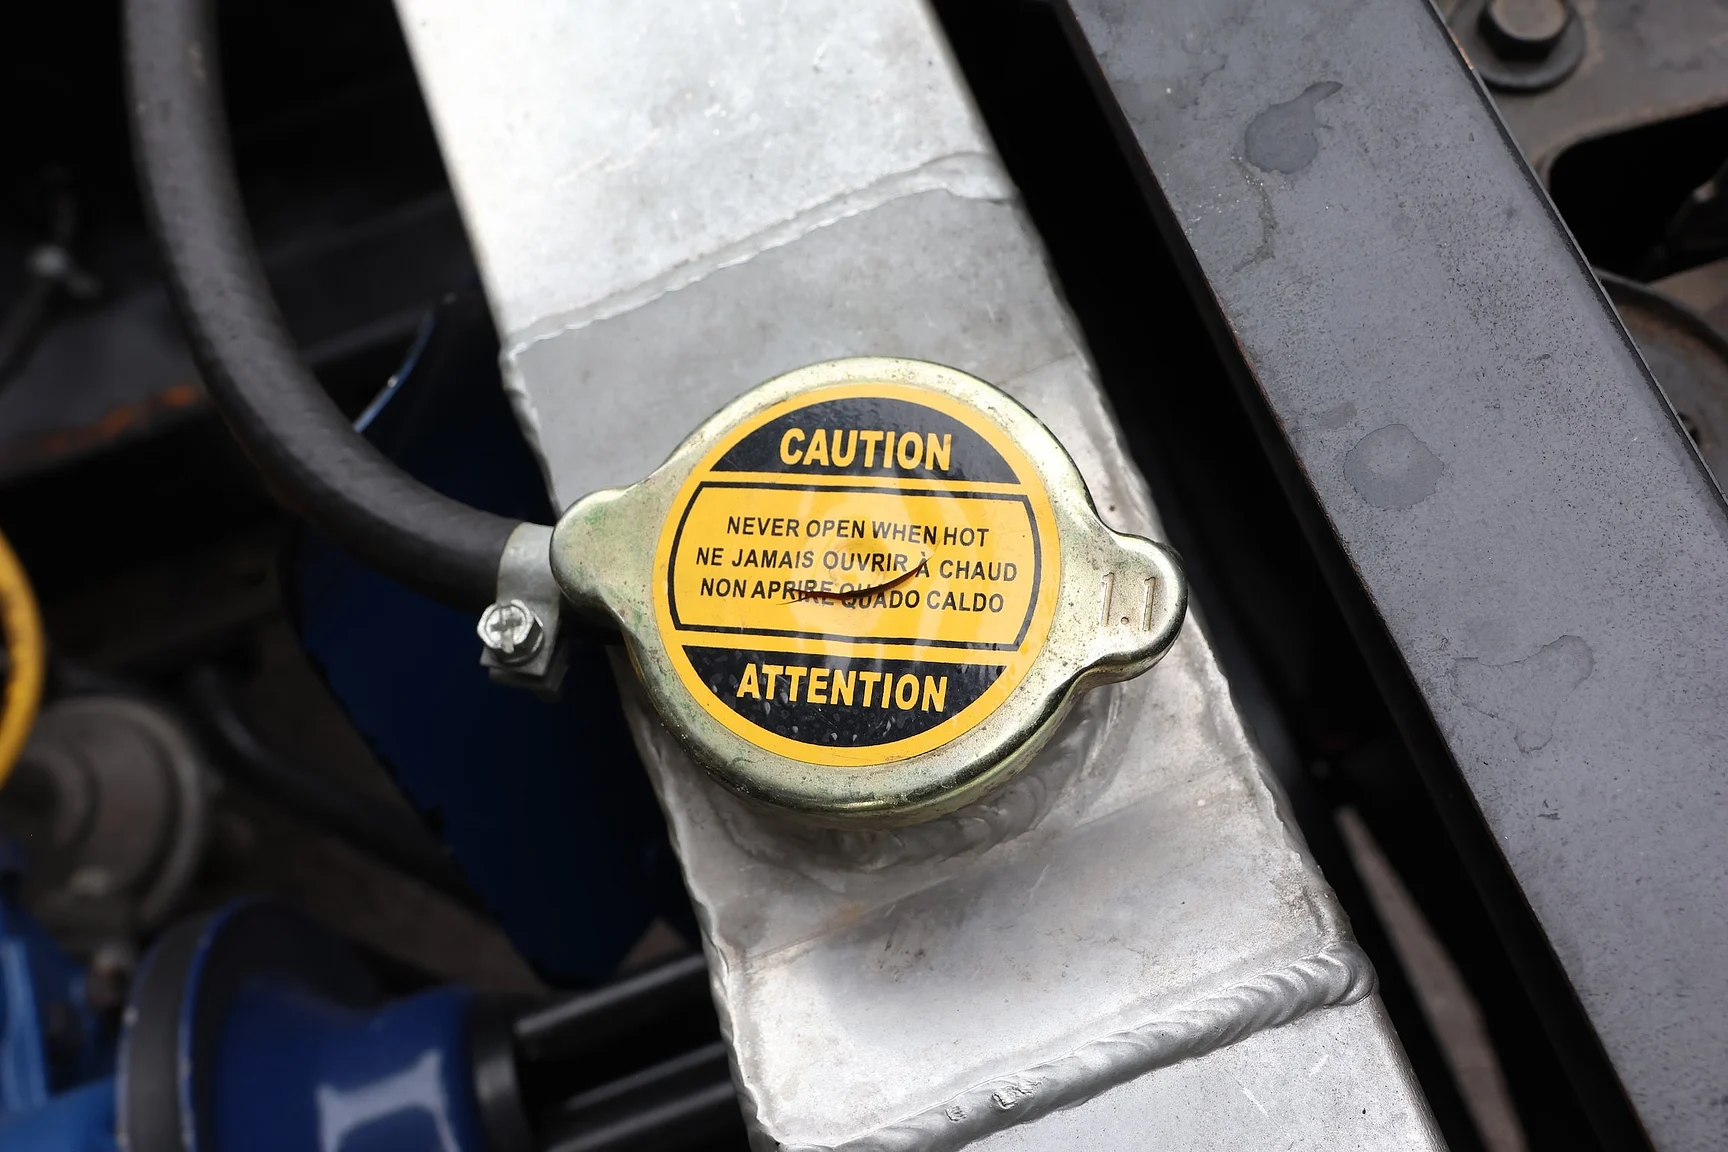 CAUTION
NEVER OPEN WHEN HOT
NE JAMAIS OUVRIR À CHAUD
NON APRIRE QUADO CALDO
ATTENTION
1.1